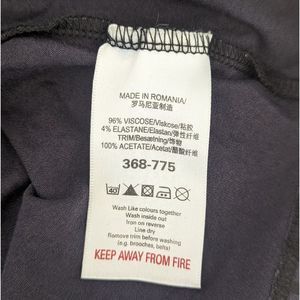 MADE IN ROMANIA/
罗马尼亚制造
96% VISCOSE/Viskose/粘胶
4% ELASTANE/Elastan/弹性纤维
TRIM/Besætning/饰物
100% ACETATE/Acetat/醋酸纤维
368-775
40
Wash Like colours together
Wash inside out
Iron on reverse
Line dry
Remove trim before washing
(e.g. brooches, belts)
KEEP AWAY FROM FIRE